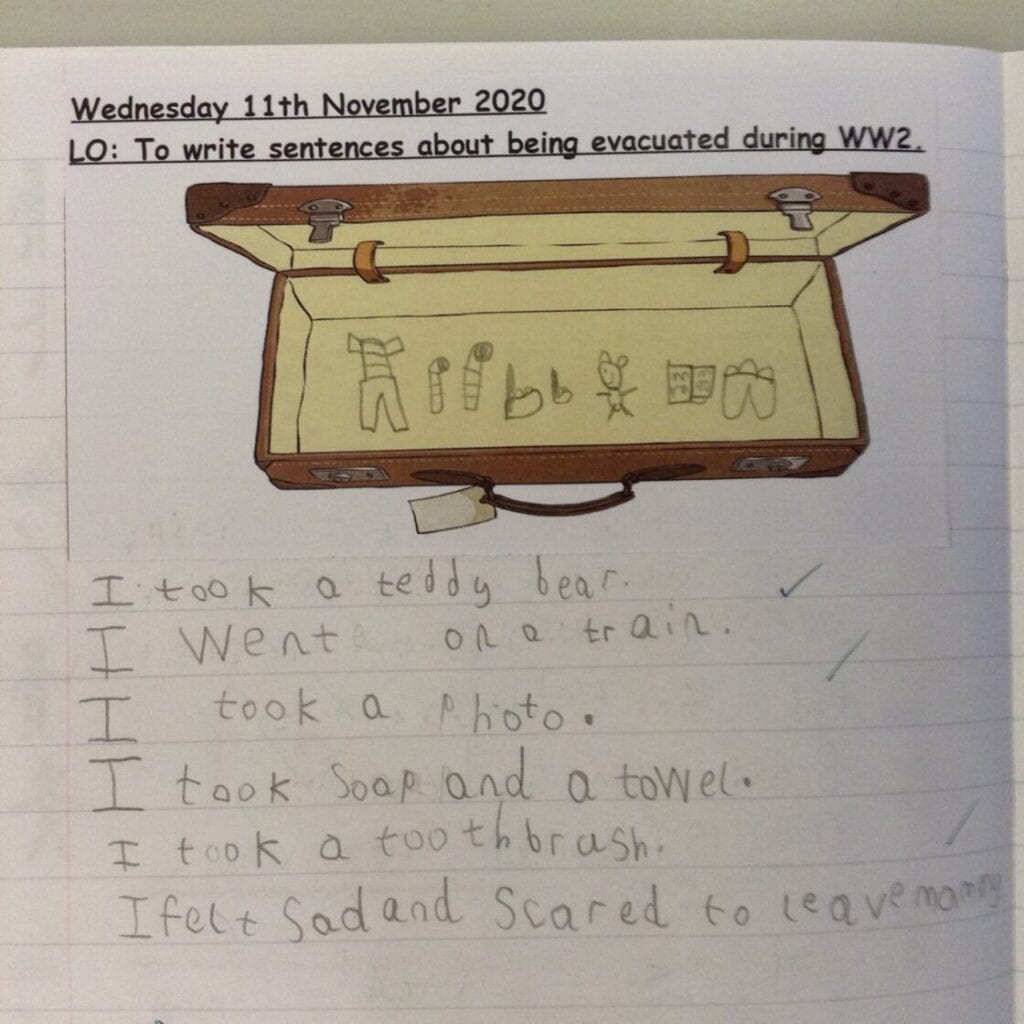 Wednesday 11th November 2020
LO: To write sentences about being evacuated during WW2.
I took a teddy bear.
I went on a train.
I took a photo.
I took soap and a towel.
I took a toothbrush.
I felt sad and scared to leave mammy